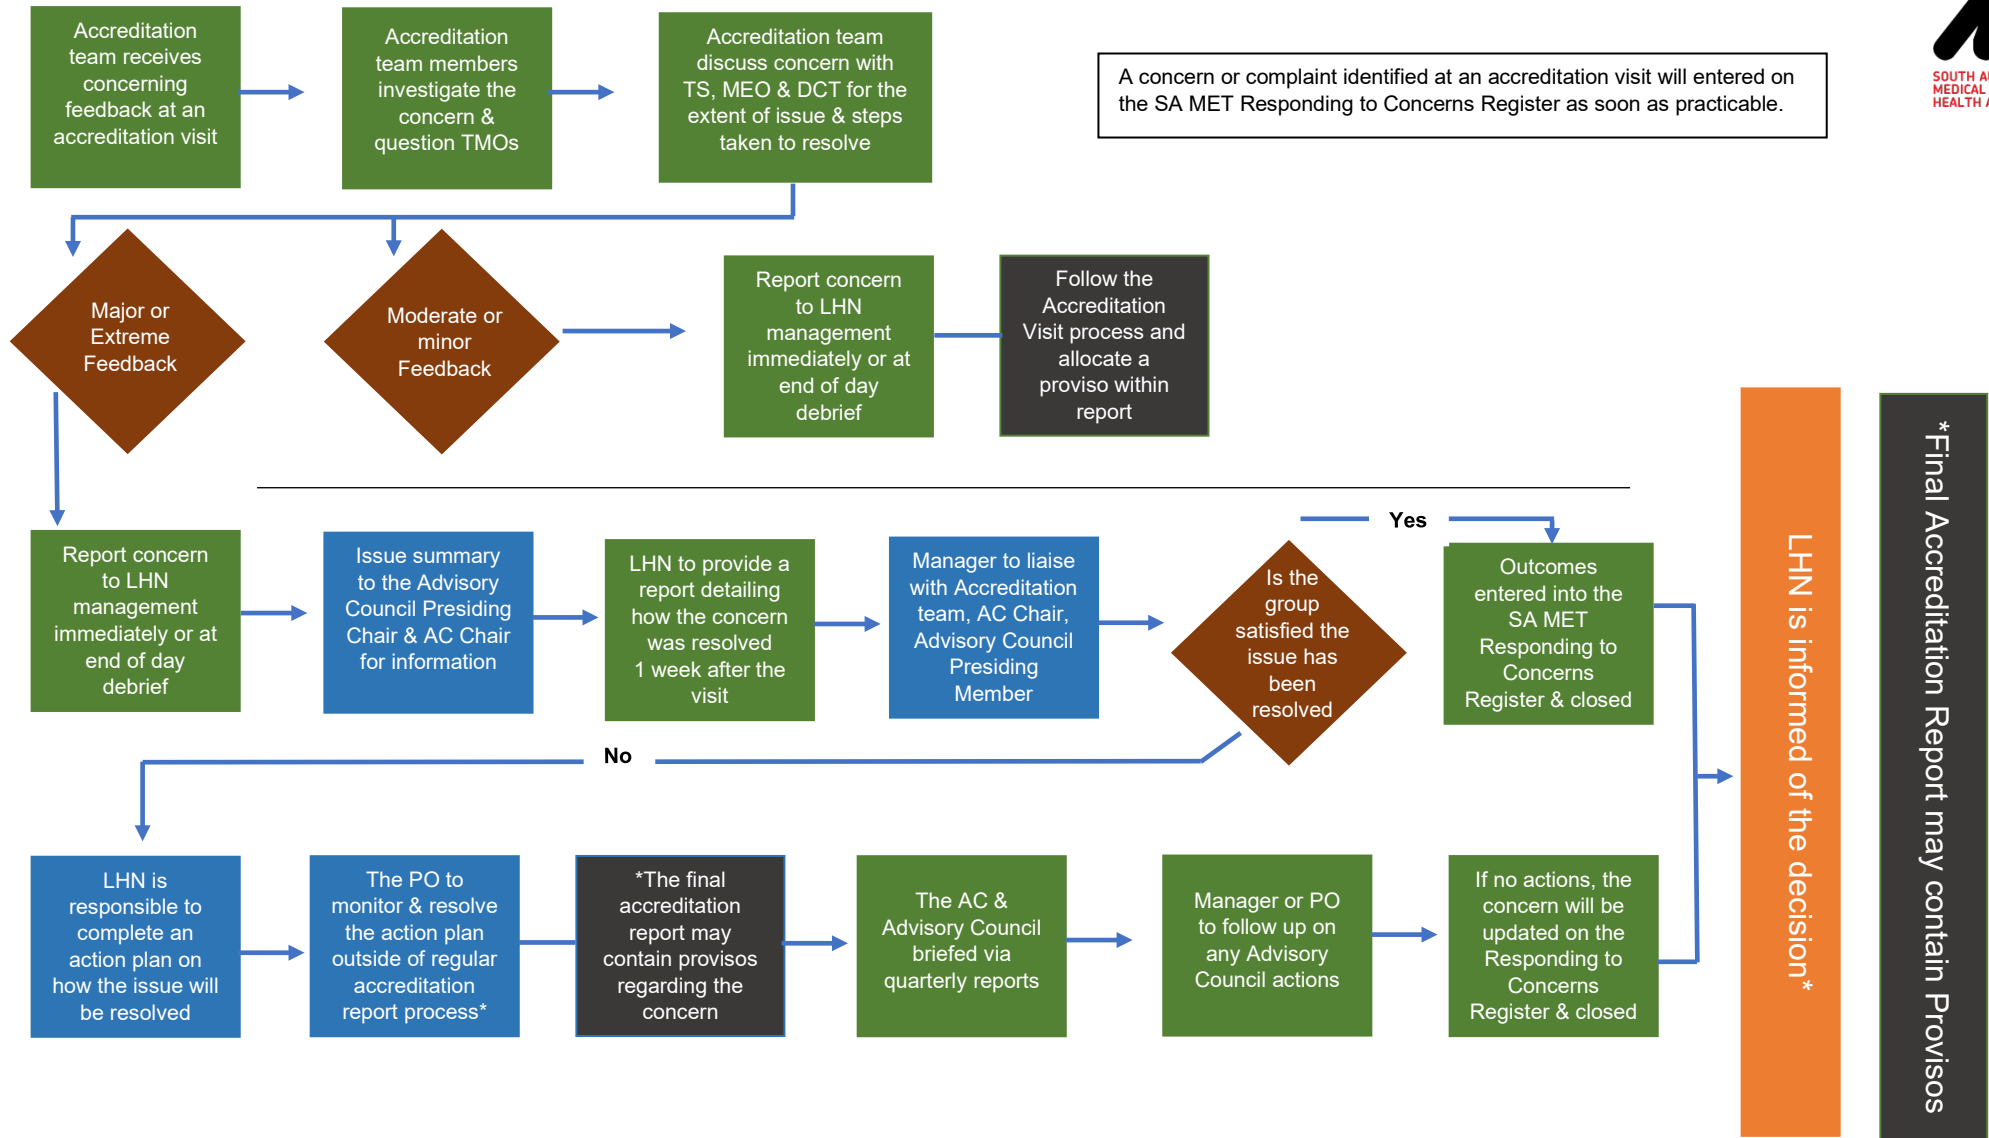 Accreditation
team receives
concerning
feedback at an
accreditation visit
Accreditation
team members
investigate the
concern &
question TMOs
Accreditation team
discuss concern with
TS, MEO & DCT for the
extent of issue & steps
taken to resolve
A concern or complaint identified at an accreditation visit will entered on
the SA MET Responding to Concerns Register as soon as practicable.
SOUTH
MEDICAL
HEALTH
Major or
Extreme
Feedback
Moderate or
minor
Feedback
Report concern
to LHN
management
immediately or at
end of day
debrief
Follow the
Accreditation
Visit process and
allocate a
proviso within
report
Report concern
to LHN
management
immediately or at
end of day
debrief
Issue summary
to the Advisory
Council Presiding
Chair & AC Chair
for information
LHN to provide a
report detailing
how the concern
was resolved
1 week after the
visit
Manager to liaise
with Accreditation
team, AC Chair,
Advisory Council
Presiding
Member
Is the
group
satisfied the
issue has
been
resolved
Yes
Outcomes
entered into the
SA MET
Responding to
Concerns
Register & closed
No
LHN is
responsible to
complete an
action plan on
how the issue will
be resolved
The PO to
monitor & resolve
the action plan
outside of regular
accreditation
report process*
*The final
accreditation
report may
contain provisos
regarding the
concern
The AC &
Advisory Council
briefed via
quarterly reports
Manager or PO
to follow up on
any Advisory
Council actions
If no actions, the
concern will be
updated on the
Responding to
Concerns
Register & closed
LHN is informed of the decision*
*Final Accreditation Report may contain Provisos